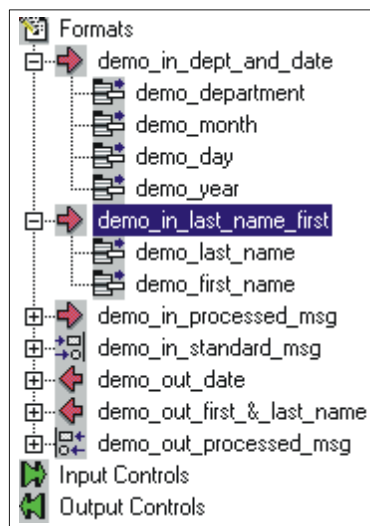 Formats
demo_in_dept_and_date
demo_department
demo_month
demo_day
demo_year
demo_in_last_name_first
demo_last_name
demo_first_name
demo_in_processed_msg
demo_in_standard_msg
demo_out_date
demo_out_first_&_last_name
demo_out_processed_msg
Input Controls
Output Controls